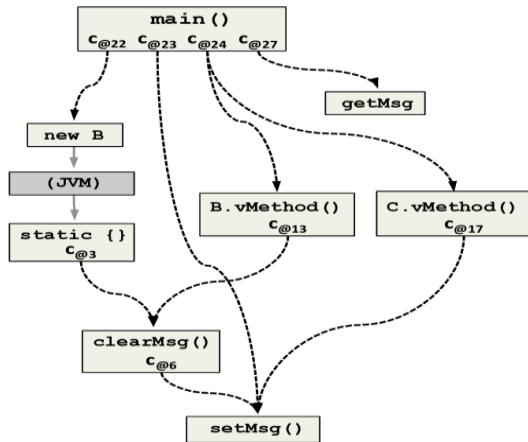 main()
c@22 c@23 c@24 c@27
getMsg
new B
(JVM)
B.vMethod()
c@13
C.vMethod()
c@17
static {}
c@3
clearMsg()
c@6
setMsg()